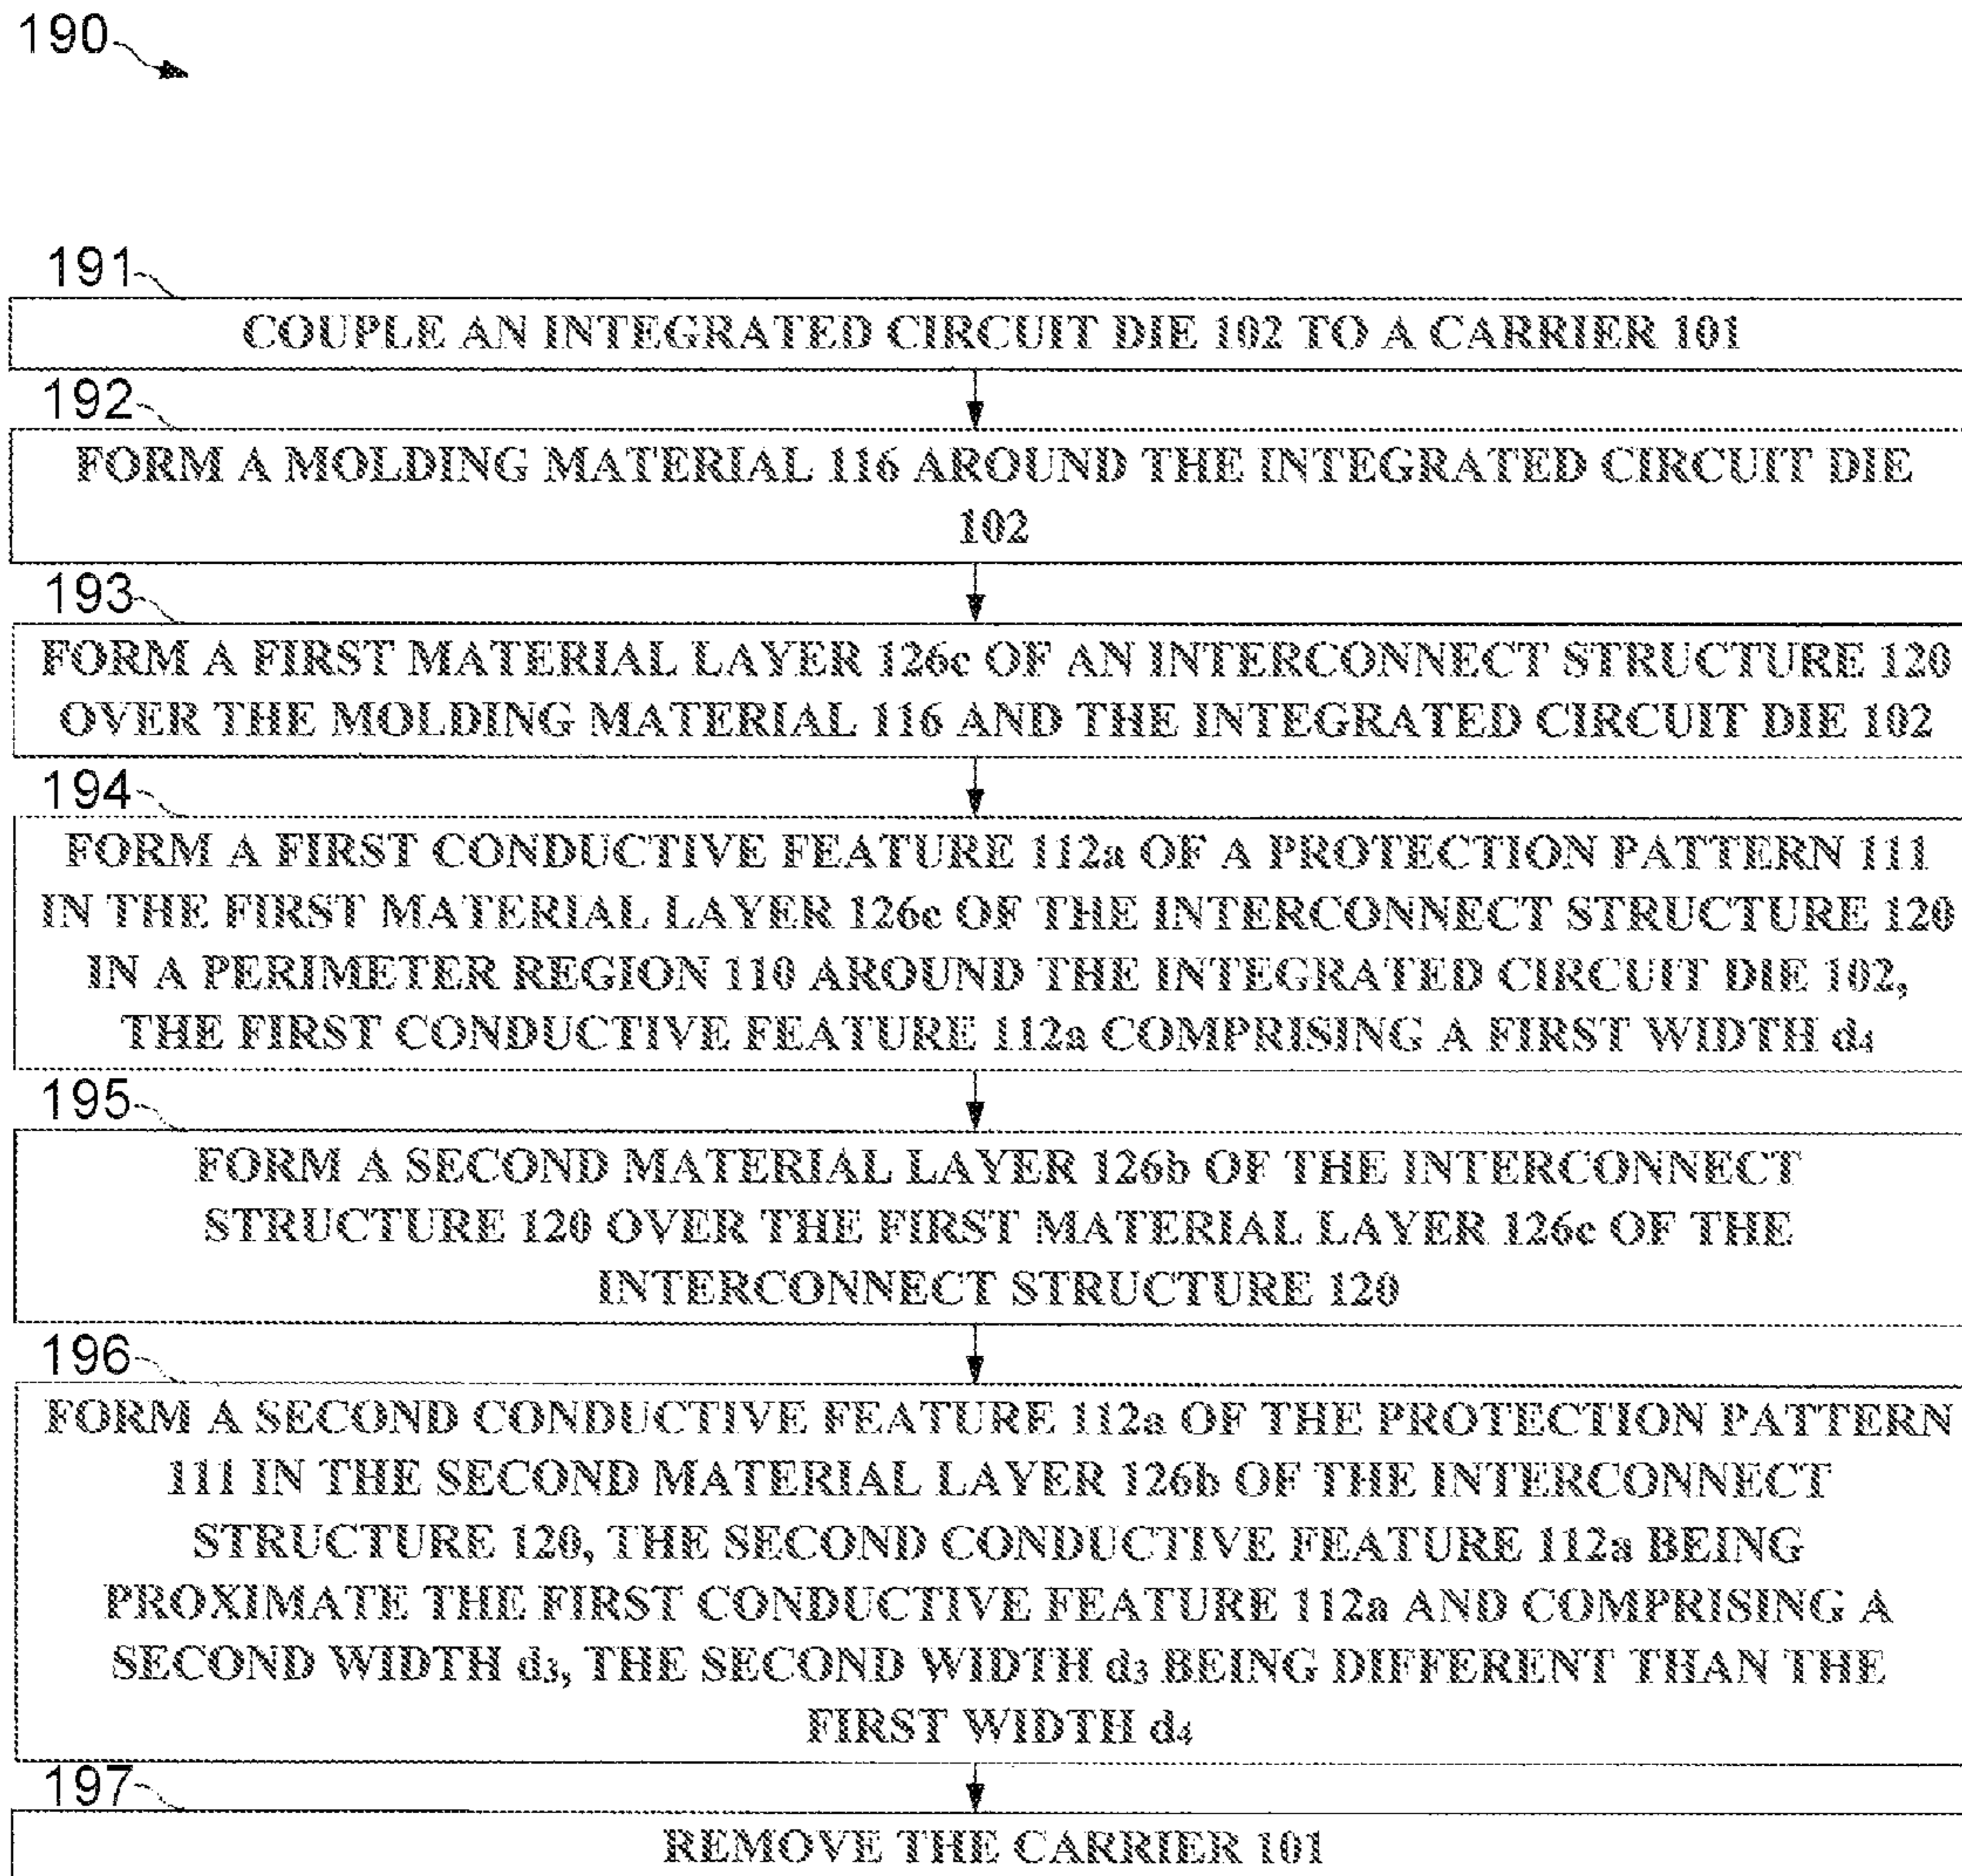 190
191
COUPLE AN INTEGRATED CIRCUIT DIE 102 TO A CARRIER 101
192
FORM A MOLDING MATERIAL 116 AROUND THE INTEGRATED CIRCUIT DIE
102
193
FORM A FIRST MATERIAL LAYER 126c OF AN INTERCONNECT STRUCTURE 120
OVER THE MOLDING MATERIAL 116 AND THE INTEGRATED CIRCUIT DIE 102
194
FORM A FIRST CONDUCTIVE FEATURE 112a OF A PROTECTION PATTERN 111
IN THE FIRST MATERIAL LAYER 126c OF THE INTERCONNECT STRUCTURE 120
IN A PERIMETER REGION 110 AROUND THE INTEGRATED CIRCUIT DIE 102,
THE FIRST CONDUCTIVE FEATURE 112a COMPRISING A FIRST WIDTH d4
195
FORM A SECOND MATERIAL LAYER 126b OF THE INTERCONNECT
STRUCTURE 120 OVER THE FIRST MATERIAL LAYER 126c OF THE
INTERCONNECT STRUCTURE 120
196
FORM A SECOND CONDUCTIVE FEATURE 112a OF THE PROTECTION PATTERN
111 IN THE SECOND MATERIAL LAYER 126b OF THE INTERCONNECT
STRUCTURE 120, THE SECOND CONDUCTIVE FEATURE 112a BEING
PROXIMATE THE FIRST CONDUCTIVE FEATURE 112a AND COMPRISING A
SECOND WIDTH d3, THE SECOND WIDTH d3 BEING DIFFERENT THAN THE
FIRST WIDTH d4
197
REMOVE THE CARRIER 101